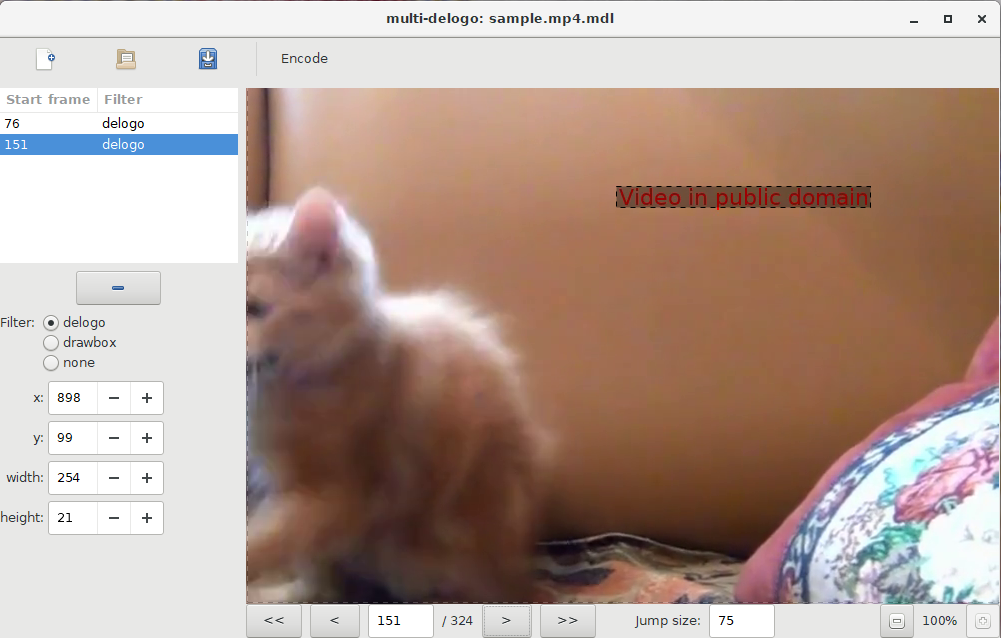 multi-delogo: sample.mp4.mdl
Encode
Start frame Filter
76 delogo
151 delogo
Video in public domain
Filter: delogo
drawbox
none
x: 898
y: 99
width: 254
height: 21
<< < 151 / 324 > >> Jump size: 75 100%